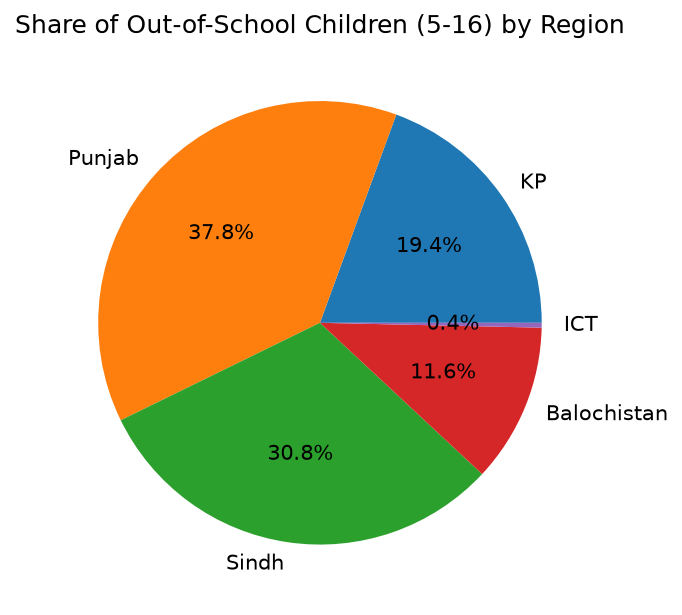 Share of Out-of-School Children (5-16) by Region
Punjab
KP
37.8%
19.4%
0.4%
ICT
11.6%
Balochistan
30.8%
Sindh